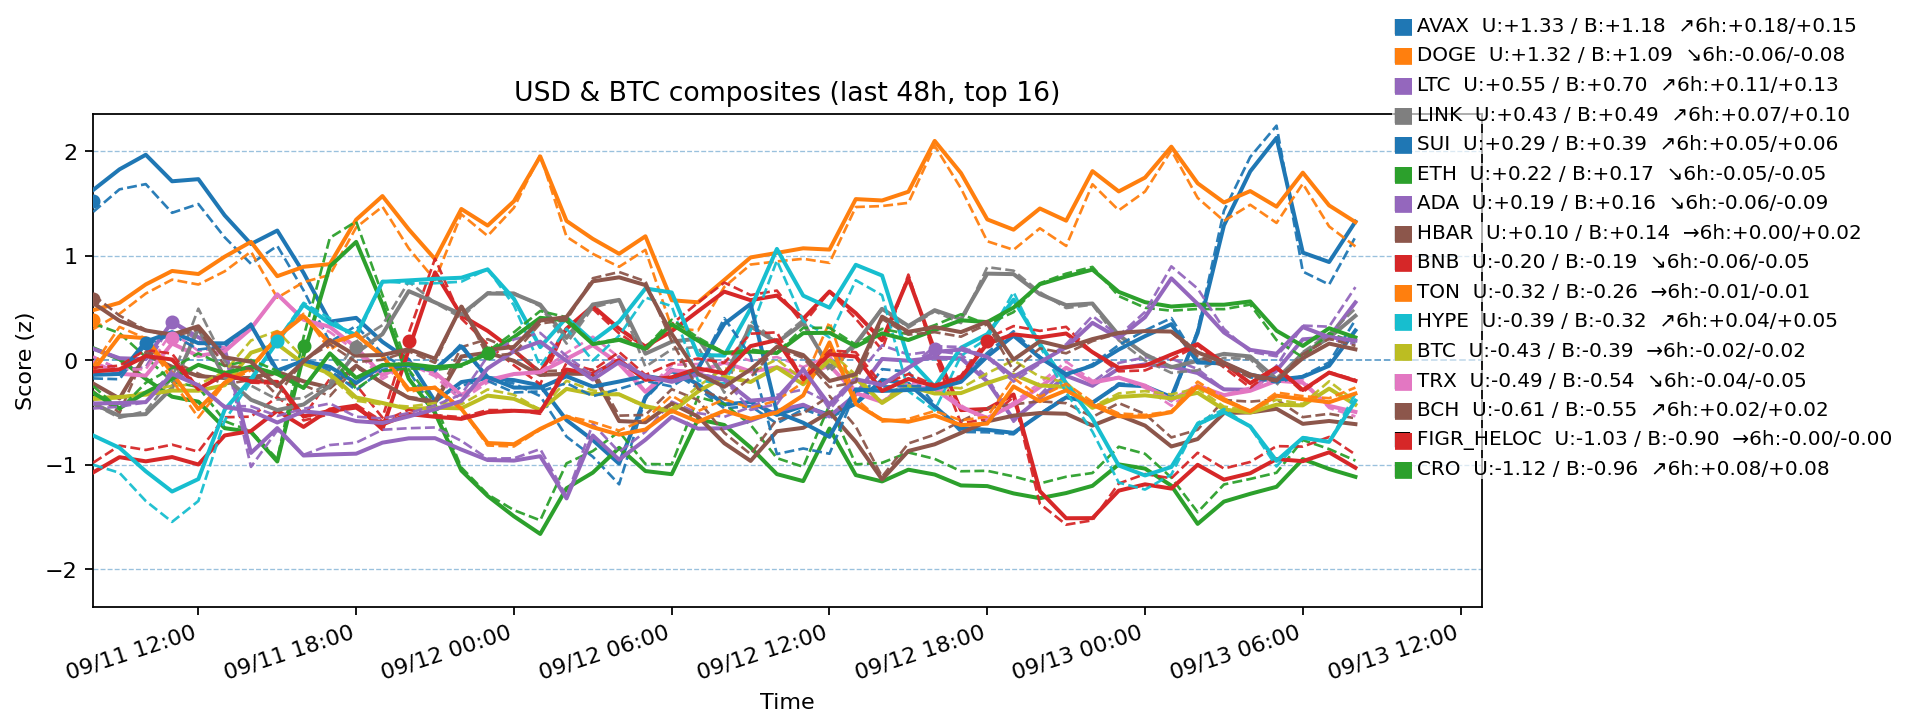 AVAX  U:+1.33 / B:+1.18  ↗6h:+0.18/+0.15
DOGE  U:+1.32 / B:+1.09  ↘6h:-0.06/-0.08
LTC  U:+0.55 / B:+0.70  ↗6h:+0.11/+0.13
LINK  U:+0.43 / B:+0.49  ↗6h:+0.07/+0.10
SUI  U:+0.29 / B:+0.39  ↗6h:+0.05/+0.06
ETH  U:+0.22 / B:+0.17  ↘6h:-0.05/-0.05
ADA  U:+0.19 / B:+0.16  ↘6h:-0.06/-0.09
HBAR  U:+0.10 / B:+0.14  →6h:+0.00/+0.02
BNB  U:-0.20 / B:-0.19  ↘6h:-0.06/-0.05
TON  U:-0.32 / B:-0.26  →6h:-0.01/-0.01
HYPE  U:-0.39 / B:-0.32  ↗6h:+0.04/+0.05
BTC  U:-0.43 / B:-0.39  →6h:-0.02/-0.02
TRX  U:-0.49 / B:-0.54  ↘6h:-0.04/-0.05
BCH  U:-0.61 / B:-0.55  ↗6h:+0.02/+0.02
FIGR_HELOC  U:-1.03 / B:-0.90  →6h:-0.00/-0.00
CRO  U:-1.12 / B:-0.96  ↗6h:+0.08/+0.08
USD & BTC composites (last 48h, top 16)
Score (z)
2
1
0
−1
−2
09/11 12:00
09/11 18:00
09/12 00:00
09/12 06:00
09/12 12:00
09/12 18:00
09/13 00:00
09/13 06:00
09/13 12:00
Time